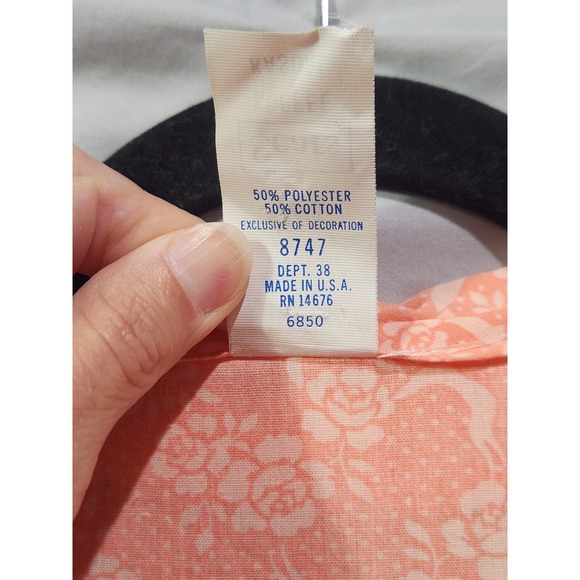 50% POLYESTER
50% COTTON
EXCLUSIVE OF DECORATION
8747
DEPT. 38
MADE IN U.S.A.
RN 14676
6850